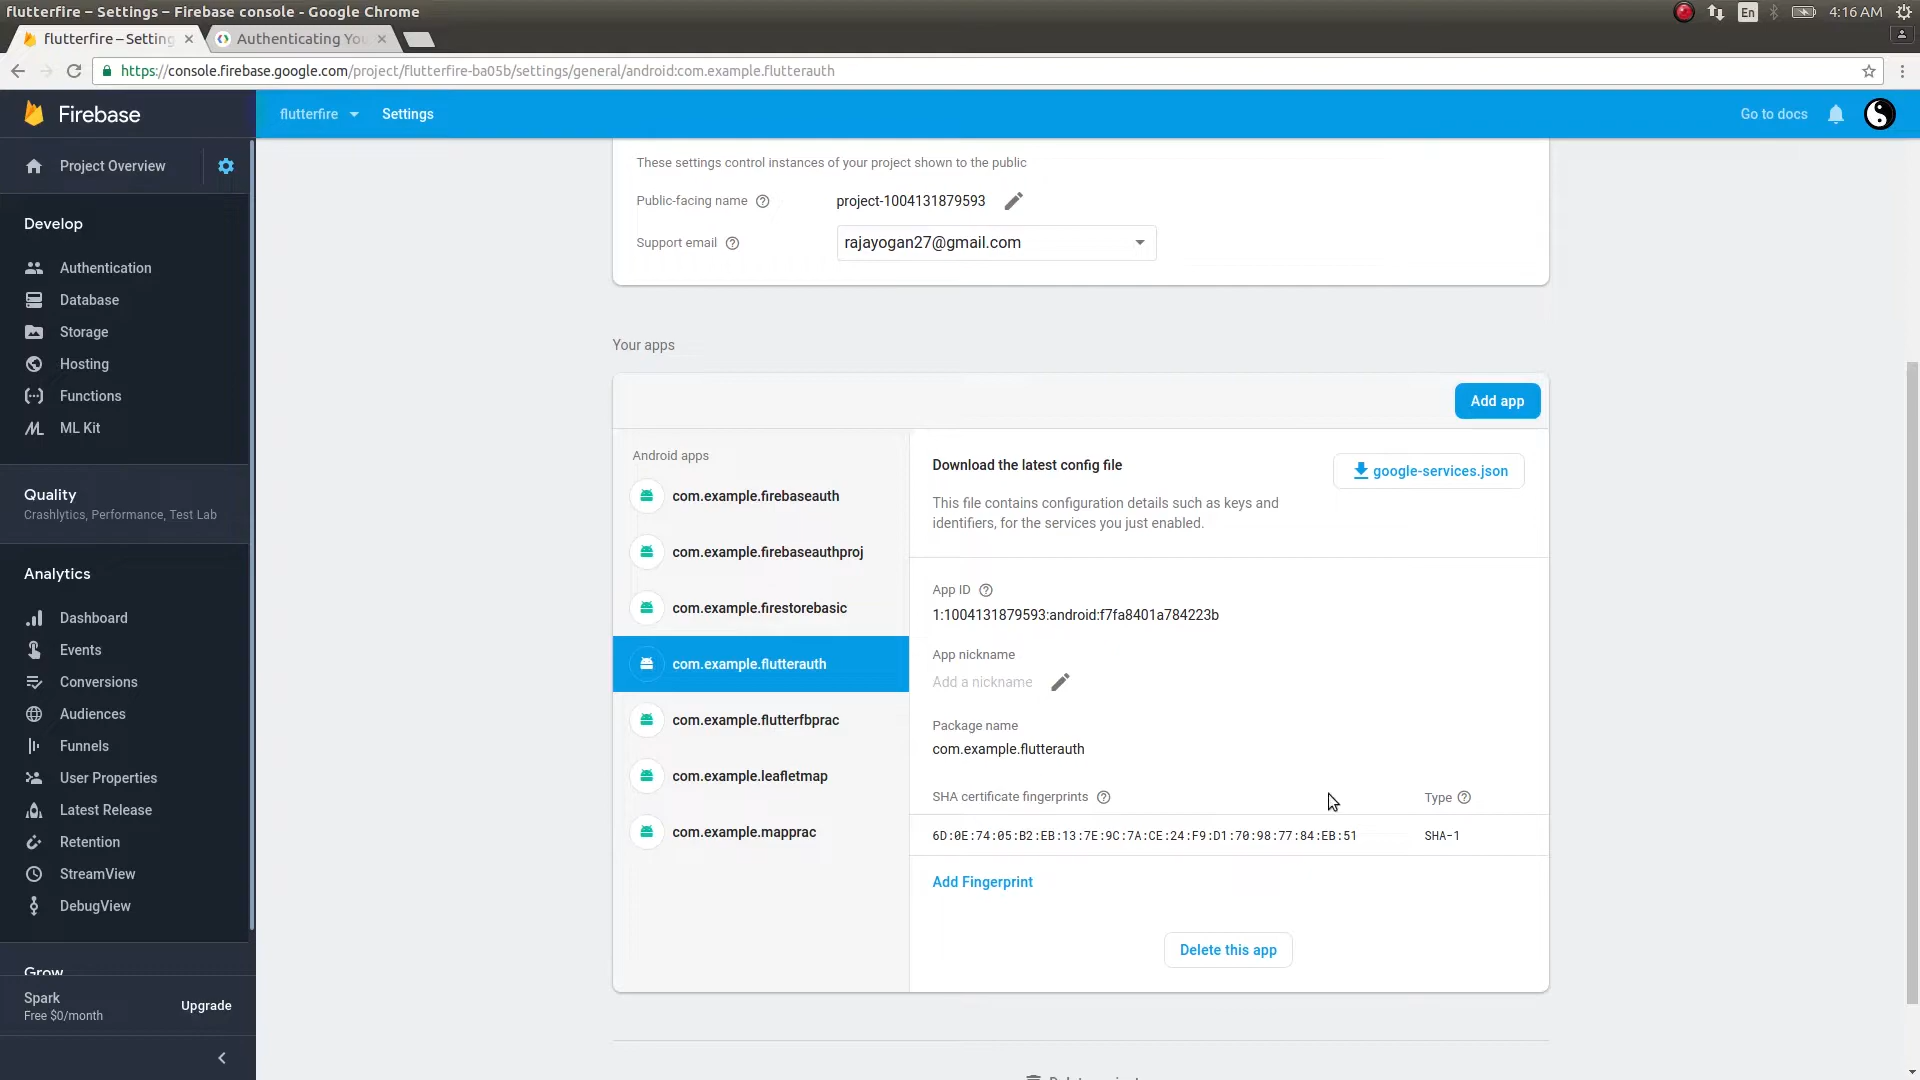 flutterfire – Settings – Firebase console - Google Chrome
En
4:16 AM
flutterfire – Setting
Authenticating You
https://console.firebase.google.com/project/flutterfire-ba05b/settings/general/android:com.example.flutterauth
Firebase
flutterfire
Settings
Go to docs
Project Overview
Develop
Authentication
Database
Storage
Hosting
Functions
ML Kit
Quality
Crashlytics, Performance, Test Lab
Analytics
Dashboard
Events
Conversions
Audiences
Funnels
User Properties
Latest Release
Retention
StreamView
DebugView
Grow
Spark
Free $0/month
Upgrade
These settings control instances of your project shown to the public
Public-facing name
project-1004131879593
Support email
rajayogan27@gmail.com
Your apps
Add app
Android apps
com.example.firebaseauth
com.example.firebaseauthproj
com.example.firestorebasic
com.example.flutterauth
com.example.flutterfbprac
com.example.leafletmap
com.example.mapprac
Download the latest config file
google-services.json
This file contains configuration details such as keys and
identifiers, for the services you just enabled.
App ID
1:1004131879593:android:f7fa8401a784223b
App nickname
Add a nickname
Package name
com.example.flutterauth
SHA certificate fingerprints
Type
6D:0E:74:05:B2:EB:13:7E:9C:7A:CE:24:F9:D1:70:98:77:84:EB:51
SHA-1
Add Fingerprint
Delete this app